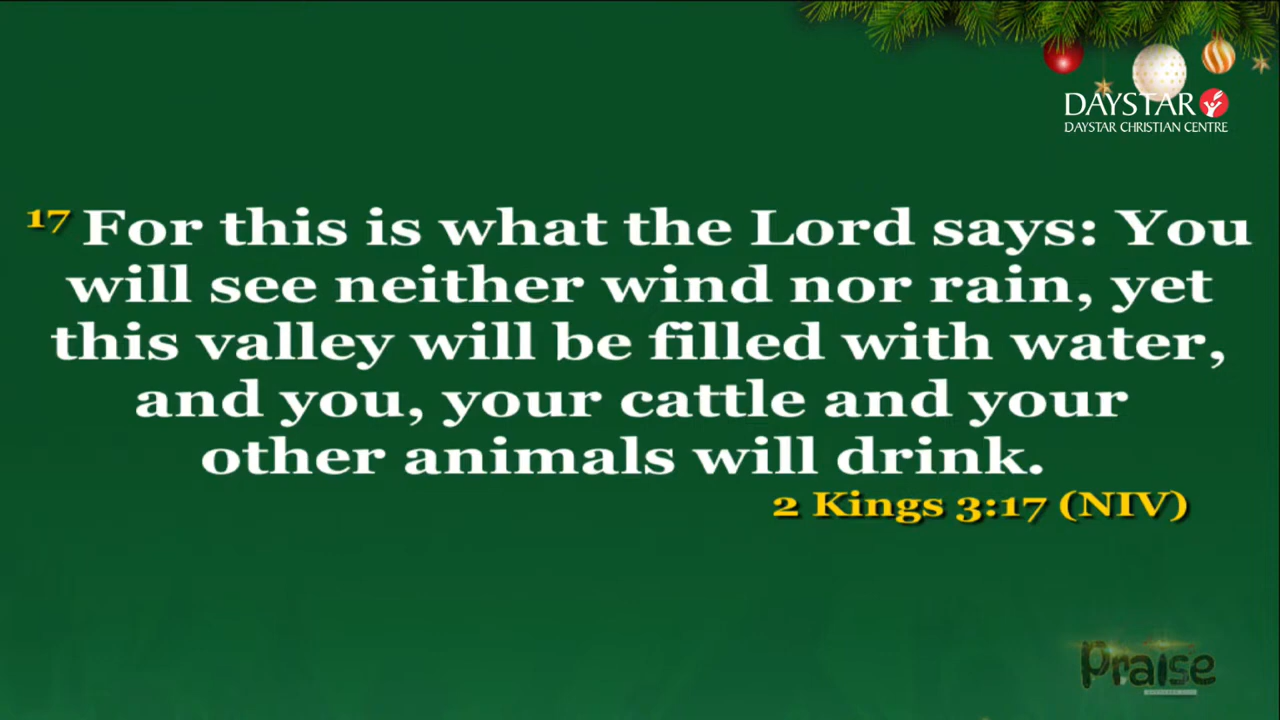 DAYSTAR
DAYSTAR CHRISTIAN CENTRE
17 For this is what the Lord says: You
will see neither wind nor rain, yet
this valley will be filled with water,
and you, your cattle and your
other animals will drink.
2 Kings 3:17 (NIV)
Praise